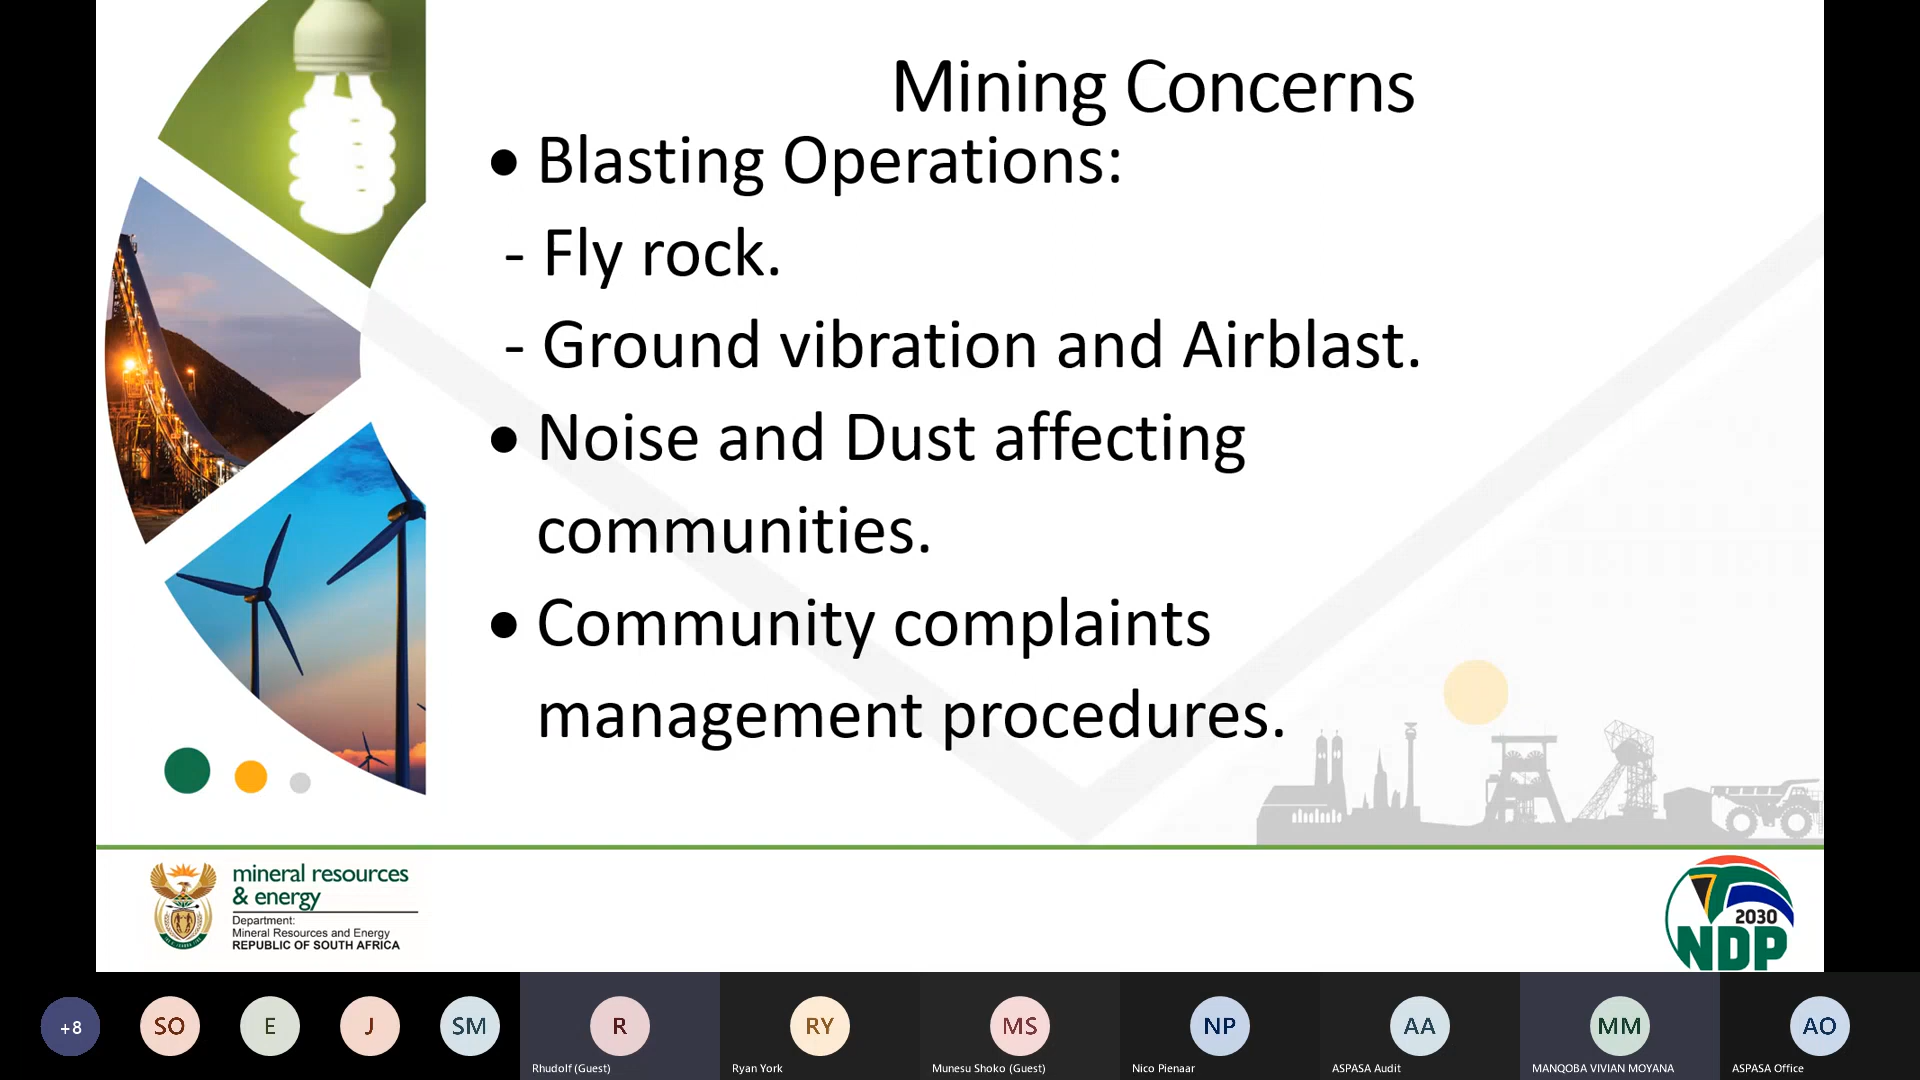 Mining Concerns
• Blasting Operations:
- Fly rock.
- Ground vibration and Airblast.
• Noise and Dust affecting
communities.
• Community complaints
management procedures.
mineral resources
& energy
Department:
Mineral Resources and Energy
REPUBLIC OF SOUTH AFRICA
2030
NDP
+8
SO
E
J
SM
R
RY
MS
NP
AA
MM
AO
Rhudolf (Guest)
Ryan York
Munesu Shoko (Guest)
Nico Pienaar
ASPASA Audit
MANQOBA VIVIAN MOYANA
ASPASA Office